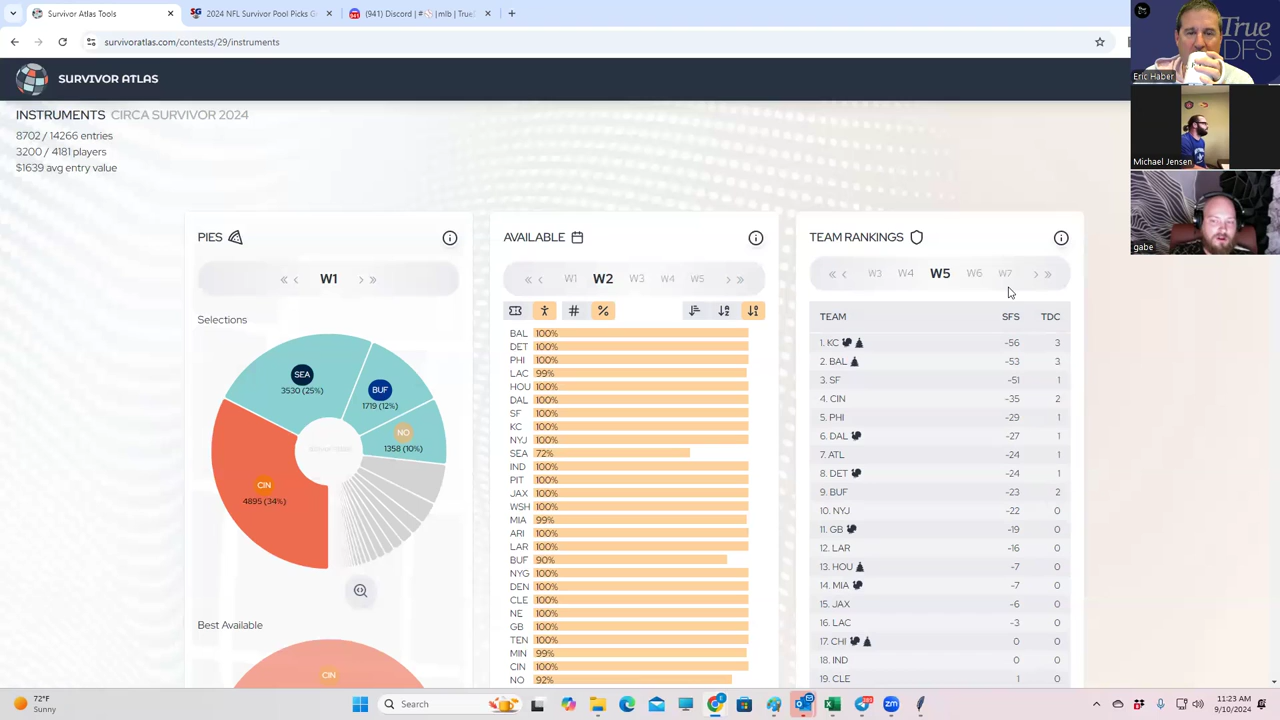 Survivor Atlas Tools
2024 NFL Survivor Pool Picks G
(941) Discord | #
mlb | True
survivoratlas.com/contests/29/instruments
SURVIVOR ATLAS
INSTRUMENTS CIRCA SURVIVOR 2024
8702 / 14266 entries
3200 / 4181 players
$1639 avg entry value
PIES
W1
Selections
SEA
3530 (25%)
BUF
1719 (12%)
NO
1358 (10%)
CIN
4895 (34%)
Best Available
CIN
AVAILABLE
W1 W2 W3 W4 W5
# %
BAL 100%
DET 100%
PHI 100%
LAC 99%
HOU 100%
DAL 100%
SF 100%
KC 100%
NYJ 100%
SEA 72%
IND 100%
PIT 100%
JAX 100%
WSH 100%
MIA 99%
ARI 100%
LAR 100%
BUF 90%
NYG 100%
DEN 100%
CLE 100%
NE 100%
GB 100%
TEN 100%
MIN 99%
CIN 100%
NO 92%
TEAM RANKINGS
W3 W4 W5 W6 W7
TEAM SFS TDC
1. KC -56 3
2. BAL -53 3
3. SF -51 1
4. CIN -35 2
5. PHI -29 1
6. DAL -27 1
7. ATL -24 1
8. DET -24 1
9. BUF -23 2
10. NYJ -22 0
11. GB -19 0
12. LAR -16 0
13. HOU -7 0
14. MIA -7 0
15. JAX -6 0
16. LAC -3 0
17. CHI 0 0
18. IND 0 0
19. CLE 1 0
True
DFS
Eric Haber
Michael Jensen
gabe
72°F
Sunny
Search
11:23 AM
9/10/2024